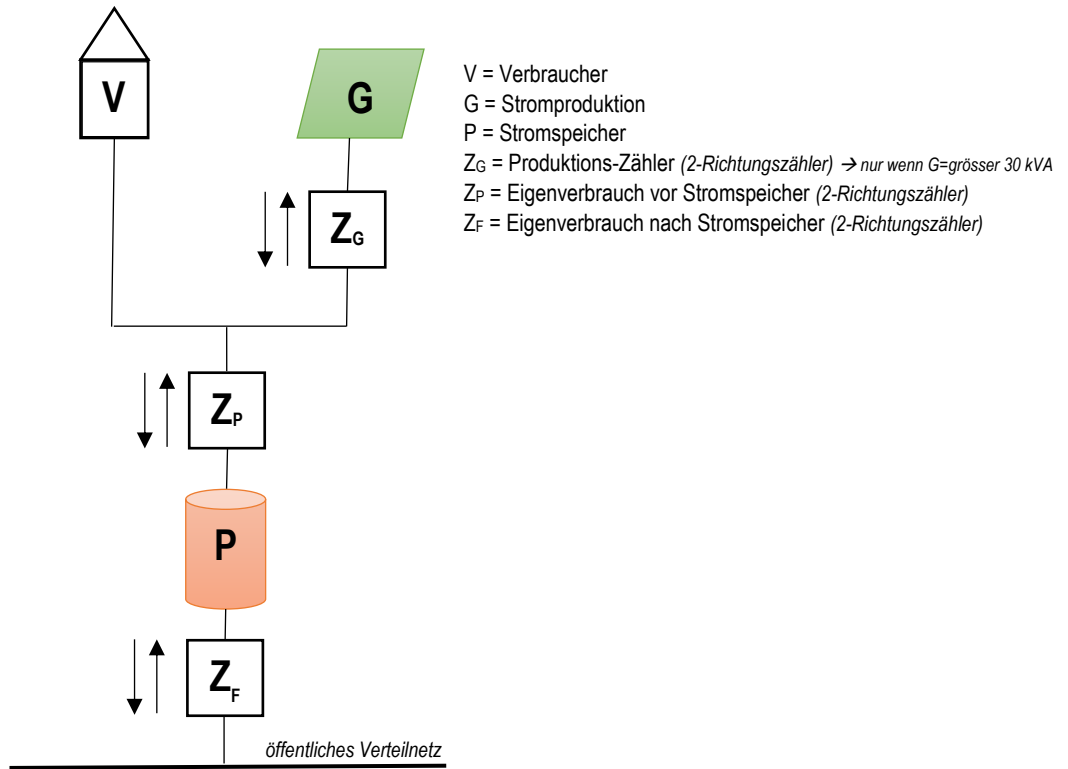 V
G
V = Verbraucher
G = Stromproduktion
P = Stromspeicher
ZG = Produktions-Zähler (2-Richtungszähler) → nur wenn G=grösser 30 kVA
ZP = Eigenverbrauch vor Stromspeicher (2-Richtungszähler)
ZF = Eigenverbrauch nach Stromspeicher (2-Richtungszähler)
ZG
ZP
P
ZF
öffentliches Verteilnetz